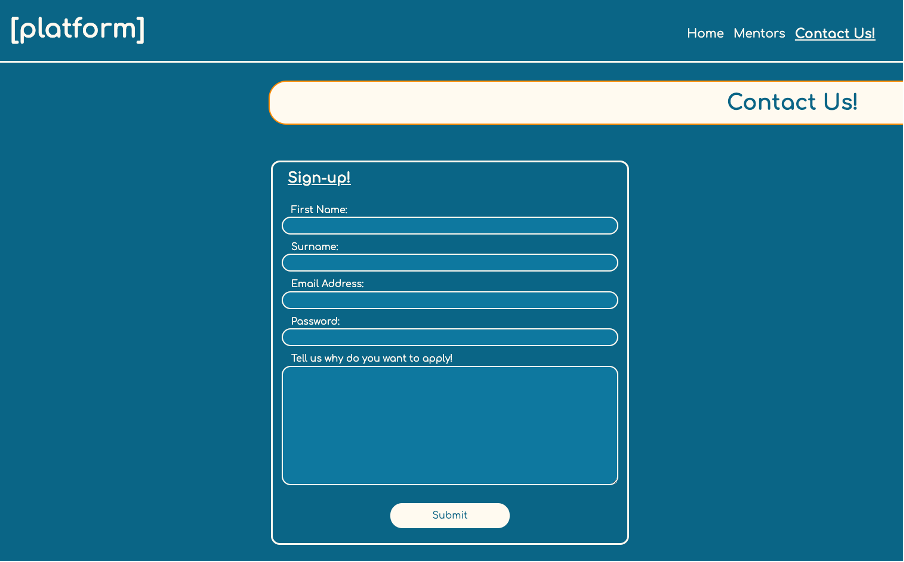 [platform]
Home Mentors Contact Us!
Contact Us!
Sign-up!
First Name:
Surname:
Email Address:
Password:
Tell us why do you want to apply!
Submit